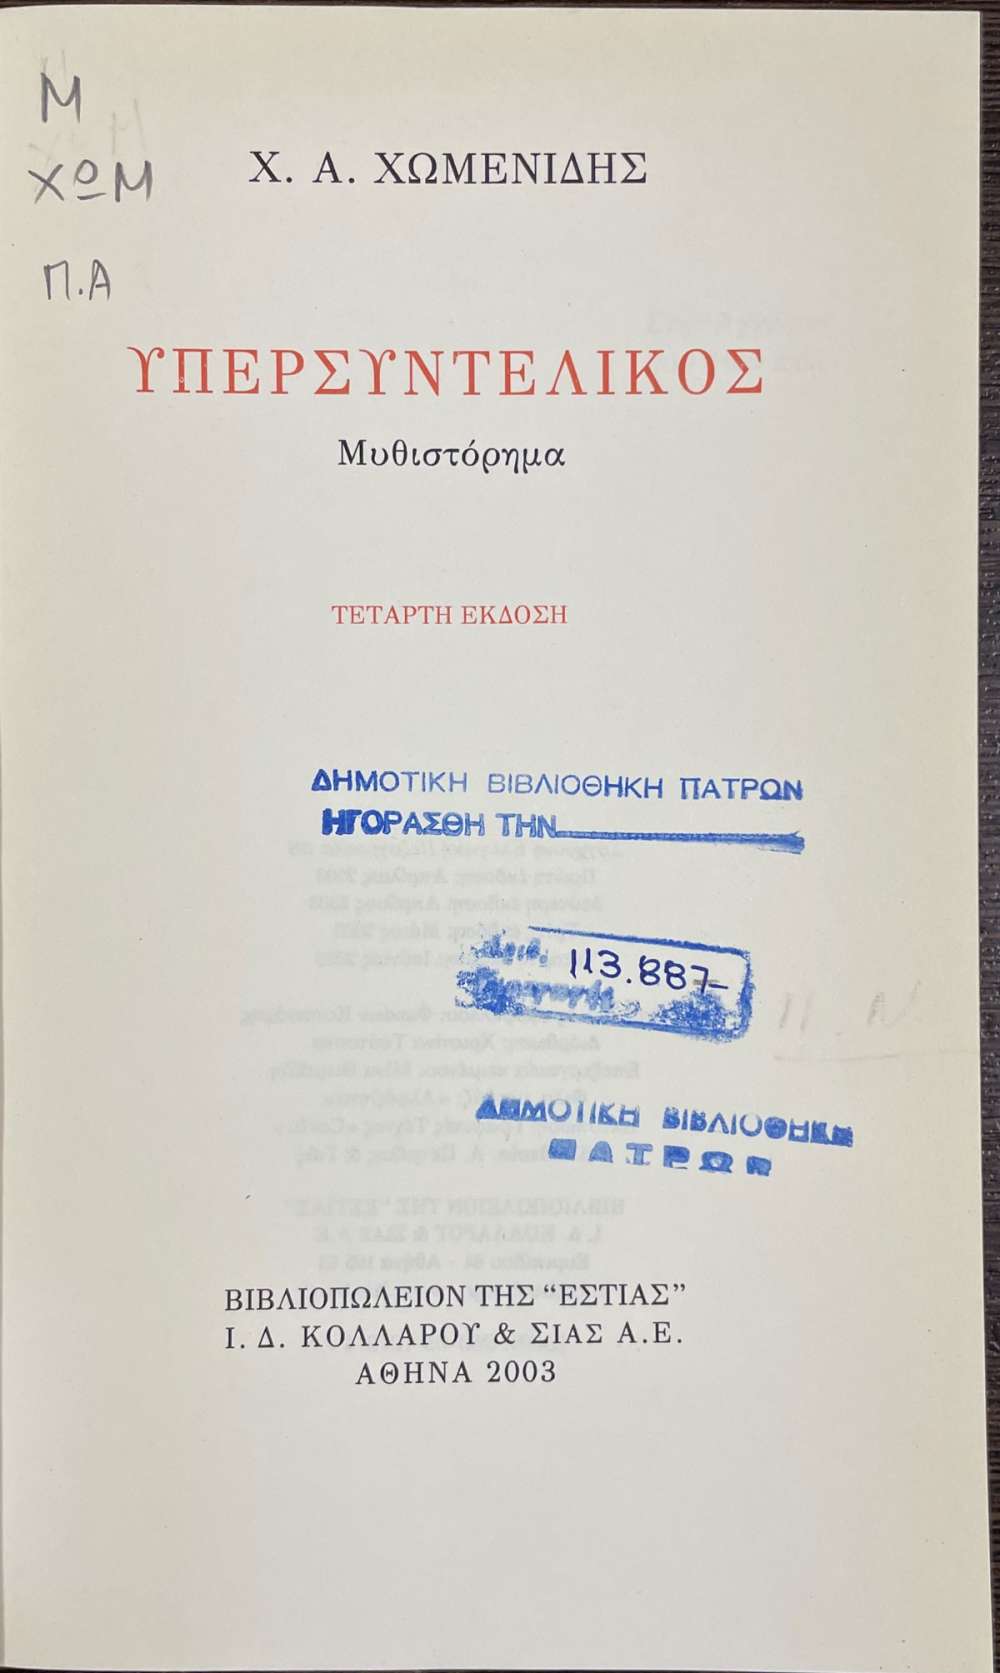 Μ
ΧΩΜ
Π.Α
Χ. Α. ΧΩΜΕΝΙΔΗΣ
ΥΠΕΡΣΥΝΤΕΛΙΚΟΣ
Μυθιστόρημα
ΤΕΤΑΡΤΗ ΕΚΔΟΣΗ
ΔΗΜΟΤΙΚΗ ΒΙΒΛΙΟΘΗΚΗ ΠΑΤΡΩΝ
ΗΓΟΡΑΣΘΗ ΤΗΝ
Αριθ. 113.887
ΔΗΜΟΤΙΚΗ ΒΙΒΛΙΟΘΗΚΗ
ΠΑΤΡΩΝ
ΒΙΒΛΙΟΠΩΛΕΙΟΝ ΤΗΣ “ΕΣΤΙΑΣ”
Ι. Δ. ΚΟΛΛΑΡΟΥ & ΣΙΑΣ Α.Ε.
ΑΘΗΝΑ 2003